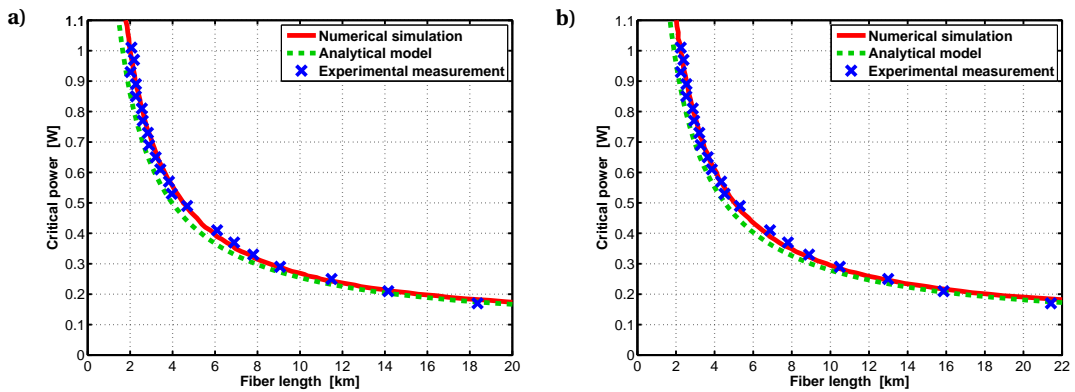 a)
1.1
1
0.9
0.8
0.7
0.6
0.5
0.4
0.3
0.2
0.1
0
Critical power [W]
0 2 4 6 8 10 12 14 16 18 20
Fiber length [km]
Numerical simulation
Analytical model
Experimental measurement
b)
1.1
1
0.9
0.8
0.7
0.6
0.5
0.4
0.3
0.2
0.1
0
Critical power [W]
0 2 4 6 8 10 12 14 16 18 20 22
Fiber length [km]
Numerical simulation
Analytical model
Experimental measurement